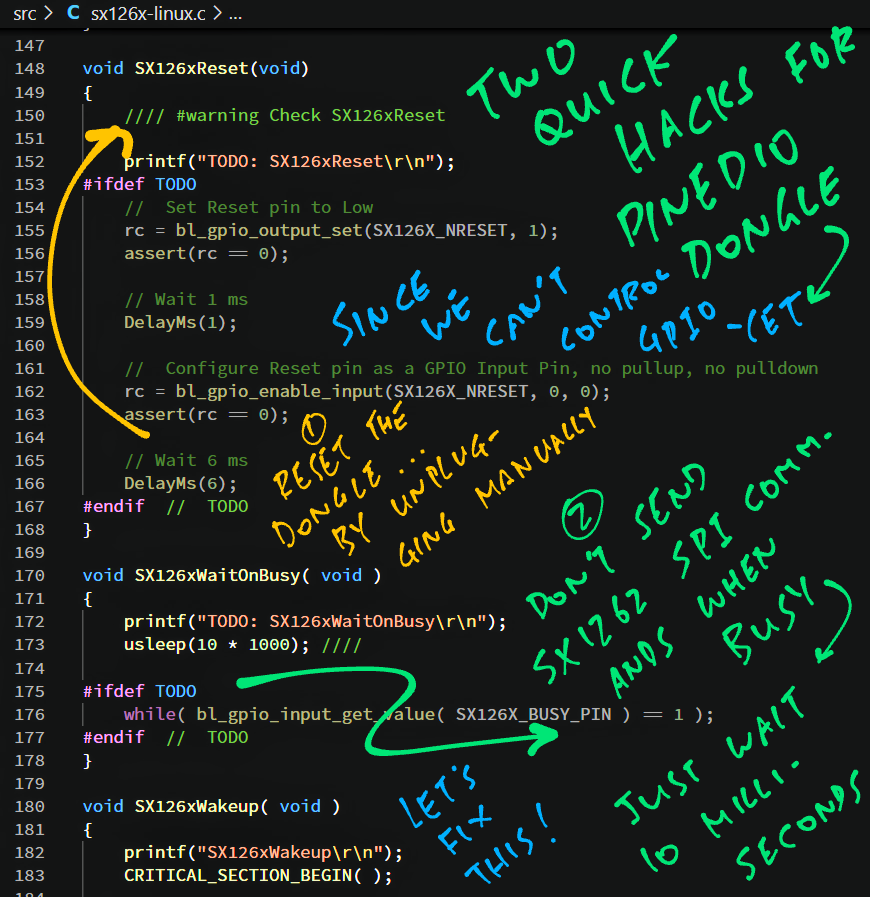 src > C sx126x-linux.c > ...
147
148 void SX126xReset(void)
149 {
150 //// #warning Check SX126xReset
151
152 printf("TODO: SX126xReset\r\n");
153 #ifdef TODO
154 //  Set Reset pin to Low
155 rc = bl_gpio_output_set(SX126X_NRESET, 1);
156 assert(rc == 0);
157
158 // Wait 1 ms
159 DelayMs(1);
160
161 //  Configure Reset pin as a GPIO Input Pin, no pullup, no pulldown
162 rc = bl_gpio_enable_input(SX126X_NRESET, 0, 0);
163 assert(rc == 0);
164
165 // Wait 6 ms
166 DelayMs(6);
167 #endif  //  TODO
168 }
169
170 void SX126xWaitOnBusy( void )
171 {
172 printf("TODO: SX126xWaitOnBusy\r\n");
173 usleep(10 * 1000); ////
174
175 #ifdef TODO
176 while( bl_gpio_input_get_value( SX126X_BUSY_PIN ) == 1 );
177 #endif  //  TODO
178 }
179
180 void SX126xWakeup( void )
181 {
182 printf("SX126xWakeup\r\n");
183 CRITICAL_SECTION_BEGIN( );
TWO
QUICK
HACKS FOR
PINEDIO
DONGLE
SINCE
WE
CAN'T
CONTROL
GPIO -YET
①
RESET THE
DONGLE ...
BY UNPLUG-
GING MANUALLY
②
DON'T SEND
SX1262 SPI COMM-
ANDS WHEN
BUSY
JUST WAIT
10 MILLI-
SECONDS
LET'S
FIX
THIS!